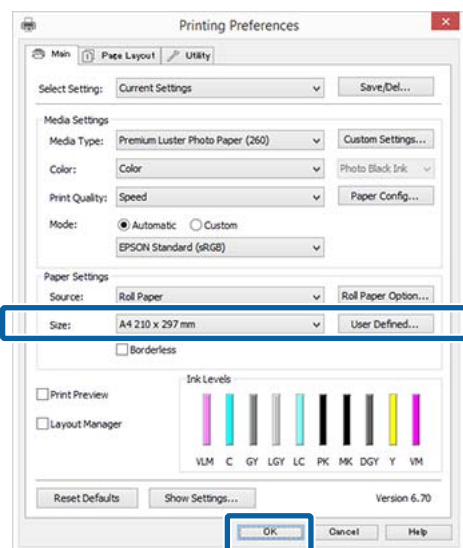 Printing Preferences
Main Page Layout Utility
Select Setting: Current Settings Save/Del...
Media Settings
Media Type: Premium Luster Photo Paper (260) Custom Settings...
Color: Color Photo Black Ink
Print Quality: Speed Paper Config...
Mode: Automatic Custom
EPSON Standard (sRGB)
Paper Settings
Source: Roll Paper Roll Paper Option...
Size: A4 210 x 297 mm User Defined...
Borderless
Ink Levels
Print Preview
Layout Manager
VLM C GY LGY LC PK MK DGY Y VM
Reset Defaults Show Settings... Version 6.70
OK Cancel Help